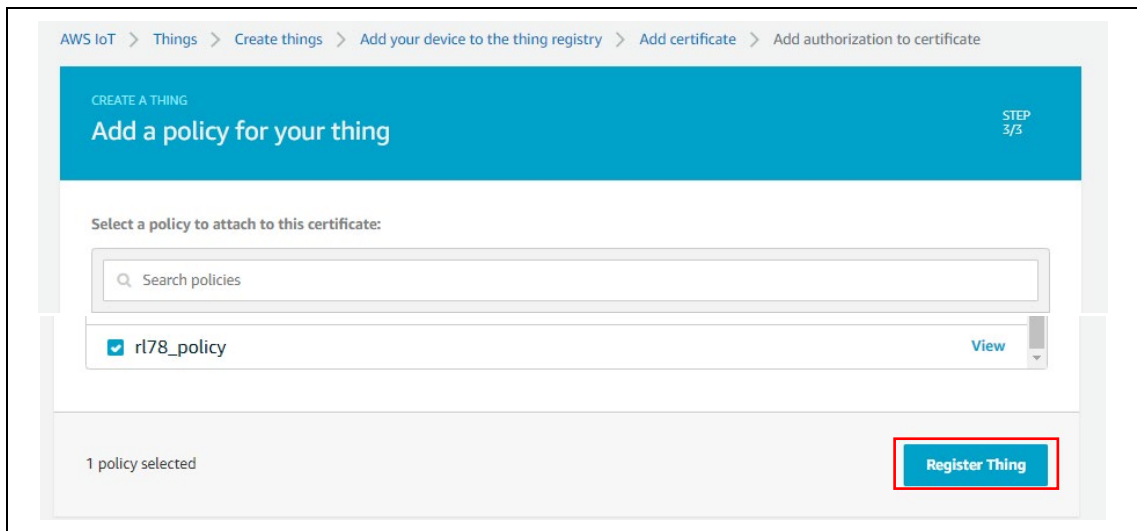 AWS IoT > Things > Create things > Add your device to the thing registry > Add certificate > Add authorization to certificate
CREATE A THING
Add a policy for your thing
STEP
3/3
Select a policy to attach to this certificate:
Search policies
rl78_policy
View
1 policy selected
Register Thing